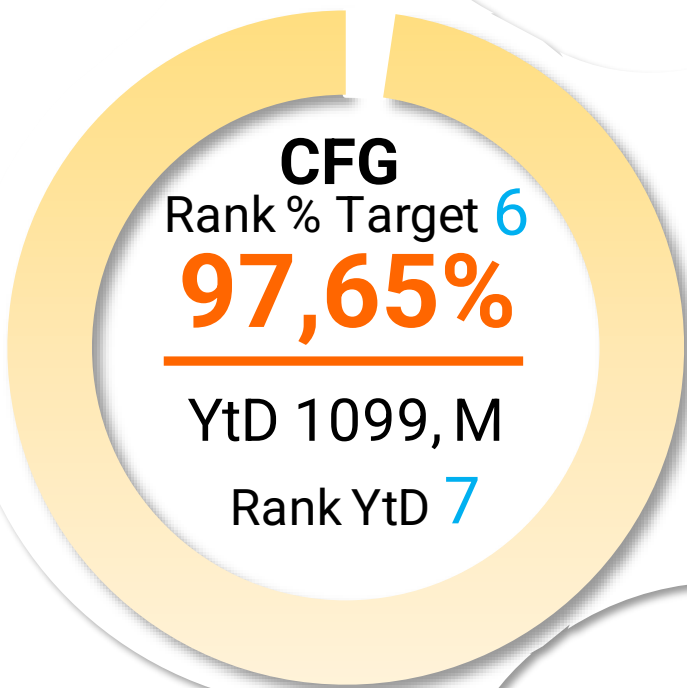 CFG
Rank % Target 6
97,65%
YtD 1099, M
Rank YtD 7